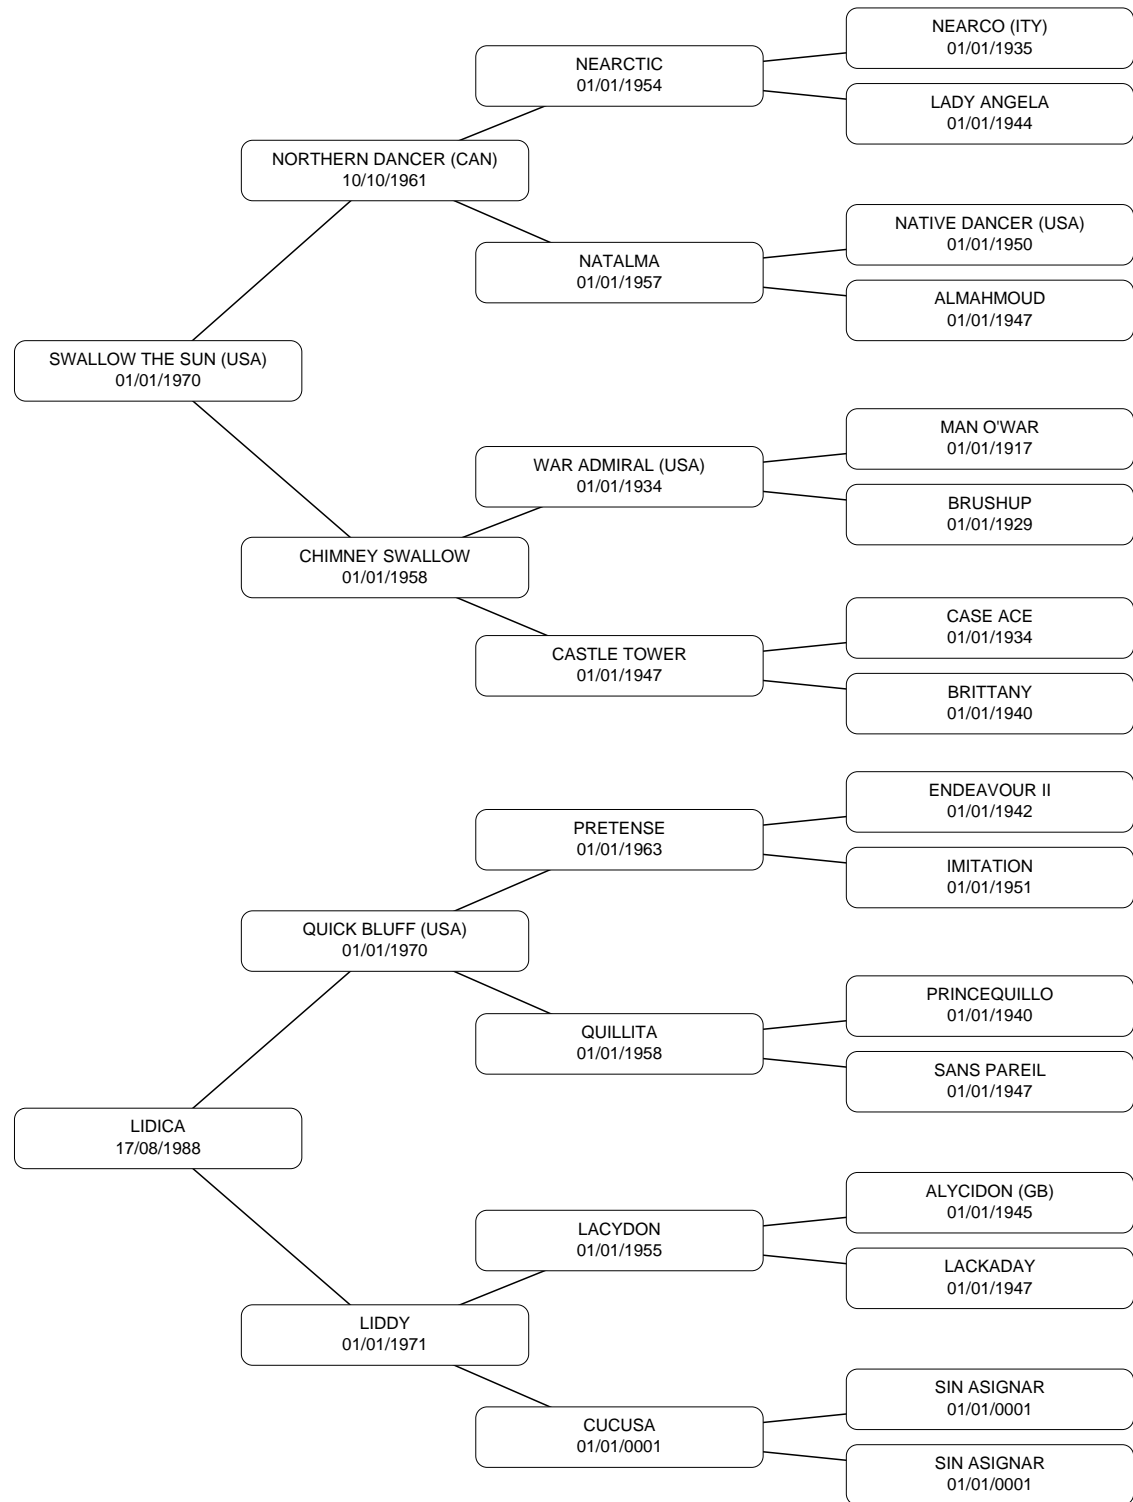 NEARCO (ITY)
01/01/1935
NEARCTIC
01/01/1954
LADY ANGELA
01/01/1944
NORTHERN DANCER (CAN)
10/10/1961
NATIVE DANCER (USA)
01/01/1950
NATALMA
01/01/1957
ALMAHMOUD
01/01/1947
SWALLOW THE SUN (USA)
01/01/1970
MAN O'WAR
01/01/1917
WAR ADMIRAL (USA)
01/01/1934
BRUSHUP
01/01/1929
CHIMNEY SWALLOW
01/01/1958
CASE ACE
01/01/1934
CASTLE TOWER
01/01/1947
BRITTANY
01/01/1940
ENDEAVOUR II
01/01/1942
PRETENSE
01/01/1963
IMITATION
01/01/1951
QUICK BLUFF (USA)
01/01/1970
PRINCEQUILLO
01/01/1940
QUILLITA
01/01/1958
SANS PAREIL
01/01/1947
LIDICA
17/08/1988
ALYCIDON (GB)
01/01/1945
LACYDON
01/01/1955
LACKADAY
01/01/1947
LIDDY
01/01/1971
SIN ASIGNAR
01/01/0001
CUCUSA
01/01/0001
SIN ASIGNAR
01/01/0001